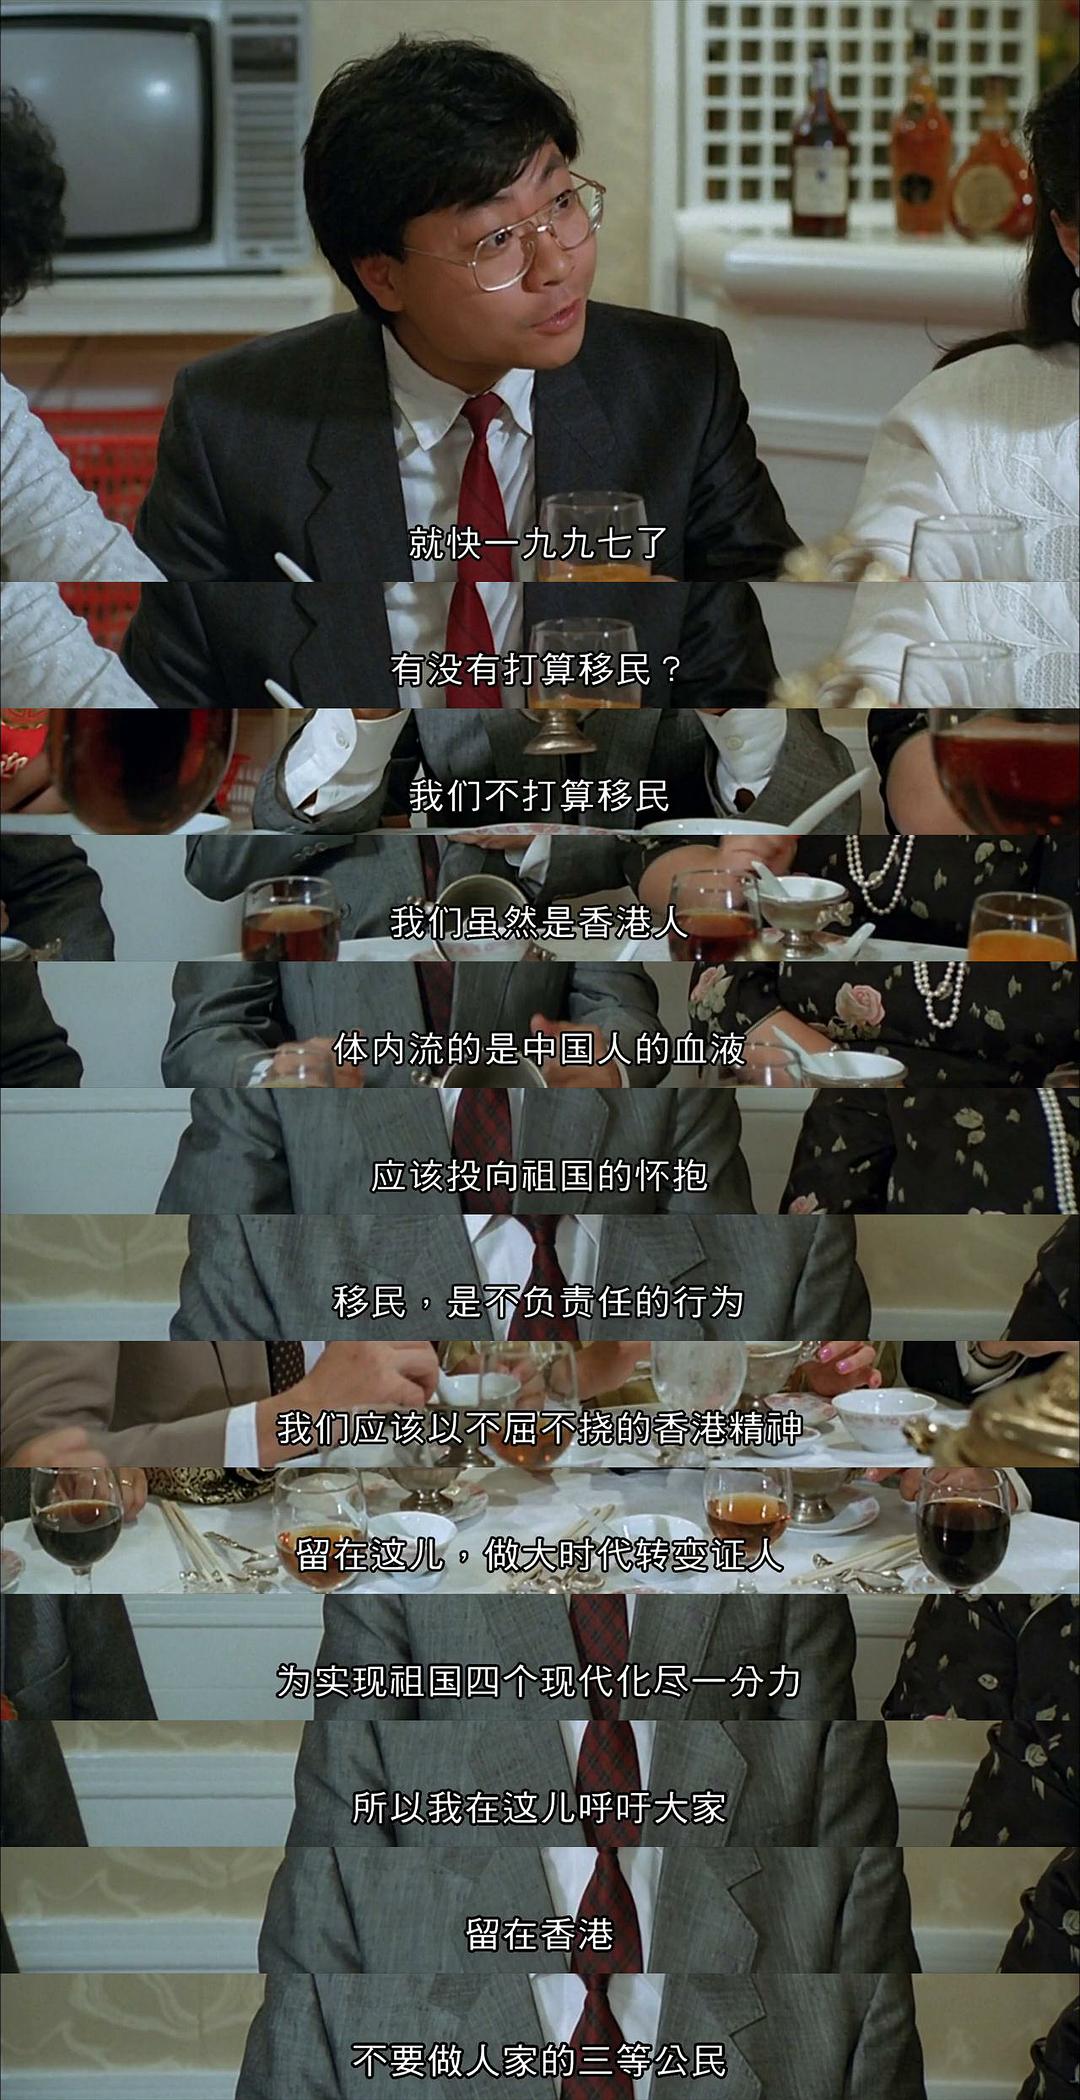 就快一九九七了
有没有打算移民？
我们不打算移民
我们虽然是香港人
体内流的是中国人的血液
应该投向祖国的怀抱
移民，是不负责任的行为
我们应该以不屈不挠的香港精神
留在这儿，做大时代转变证人
为实现祖国四个现代化尽一分力
所以我在这儿呼吁大家
留在香港
不要做人家的三等公民